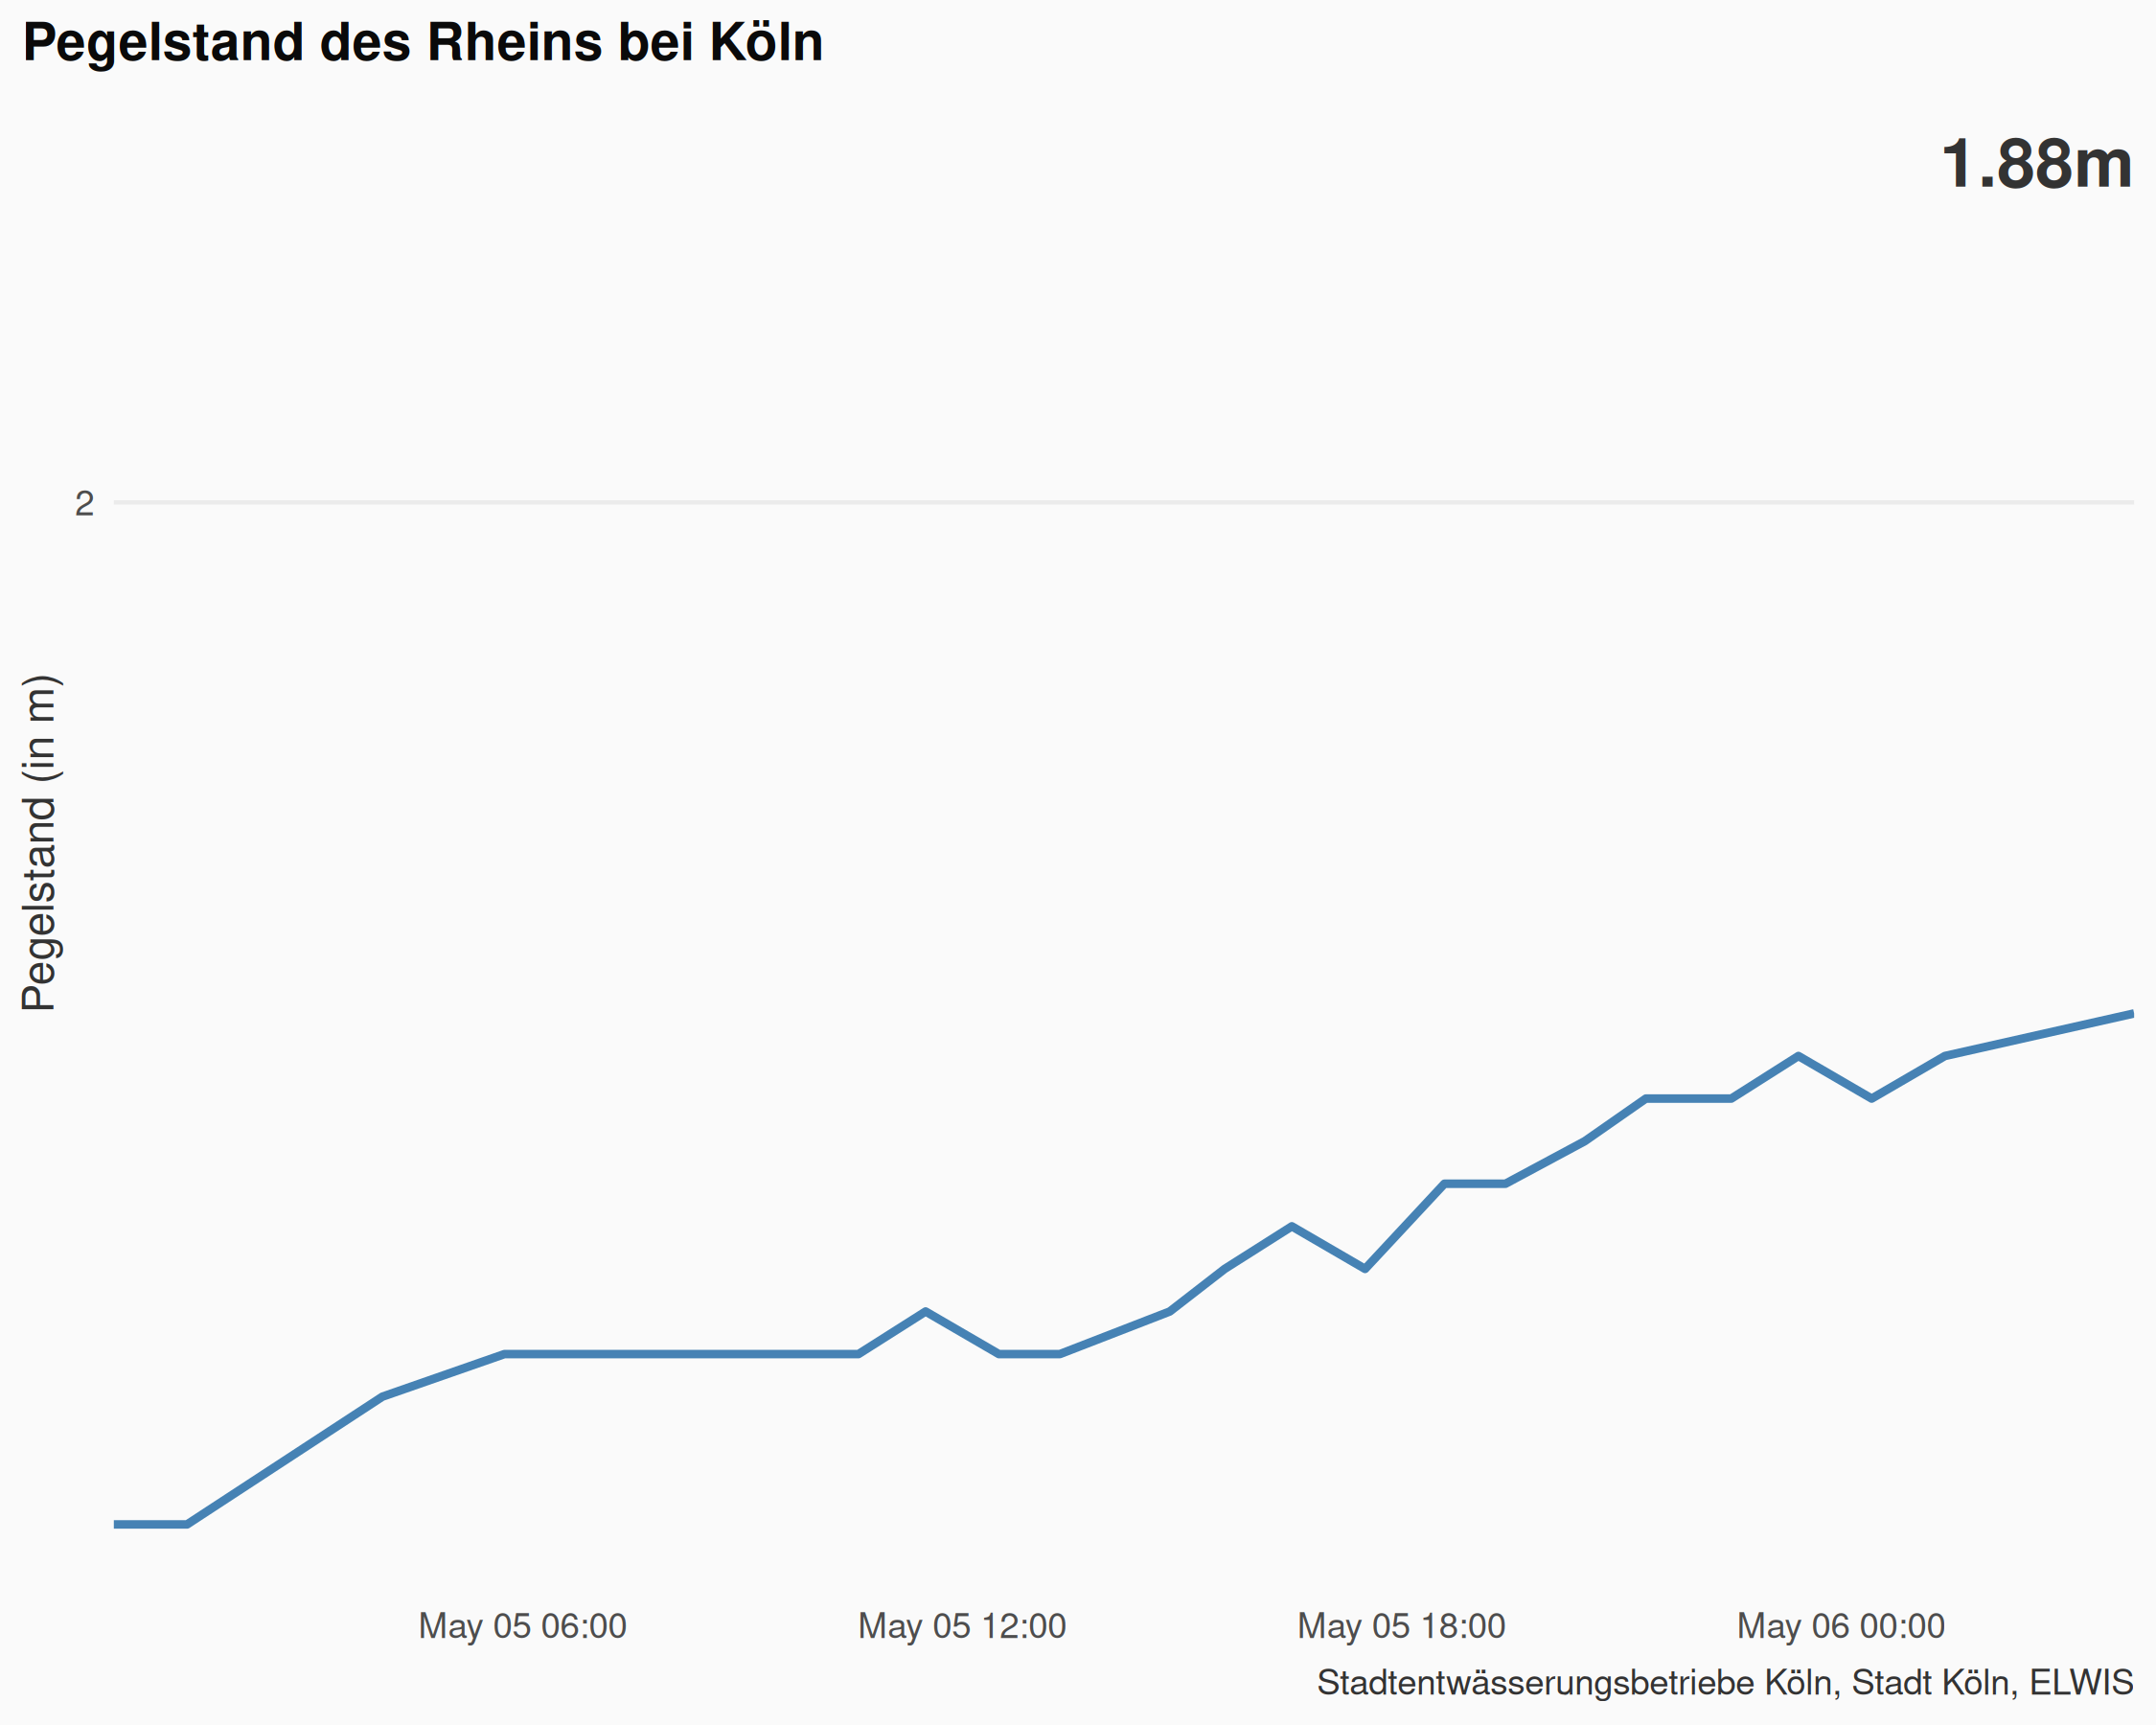 Pegelstand des Rheins bei Köln
1.88m
2
Pegelstand (in m)
May 05 06:00
May 05 12:00
May 05 18:00
May 06 00:00
Stadtentwässerungsbetriebe Köln, Stadt Köln, ELWIS